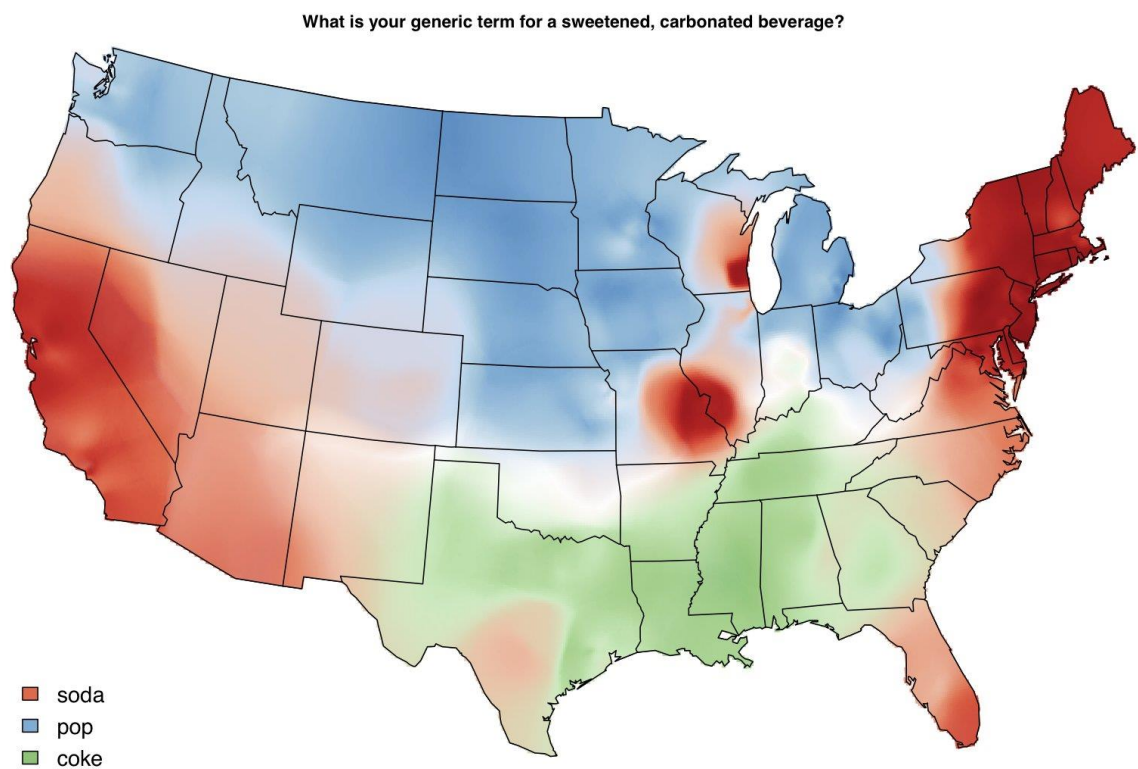 What is your generic term for a sweetened, carbonated beverage?
soda
pop
coke